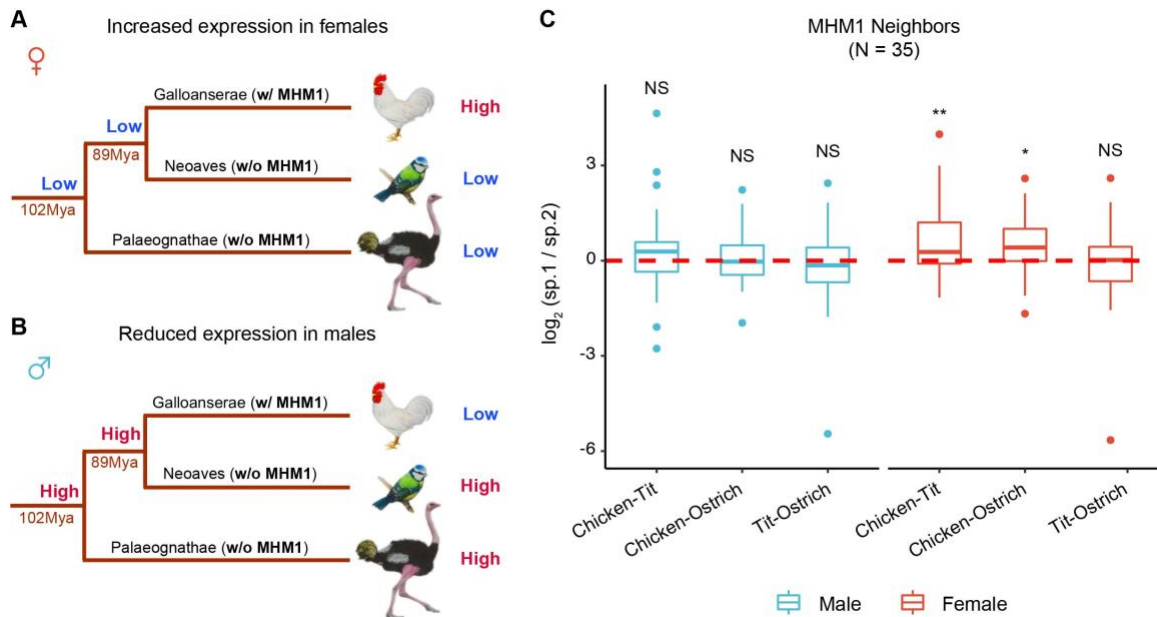 A
Increased expression in females
♀
Galloanserae (w/ MHM1)
High
Low
89Mya
Neoaves (w/o MHM1)
Low
Low
102Mya
Palaeognathae (w/o MHM1)
Low
B
Reduced expression in males
♂
Galloanserae (w/ MHM1)
Low
High
89Mya
Neoaves (w/o MHM1)
High
High
102Mya
Palaeognathae (w/o MHM1)
High
C
MHM1 Neighbors
(N = 35)
NS
NS
NS
**
*
NS
log2 (sp.1 / sp.2)
3
0
-3
-6
Chicken-Tit
Chicken-Ostrich
Tit-Ostrich
Chicken-Tit
Chicken-Ostrich
Tit-Ostrich
Male
Female